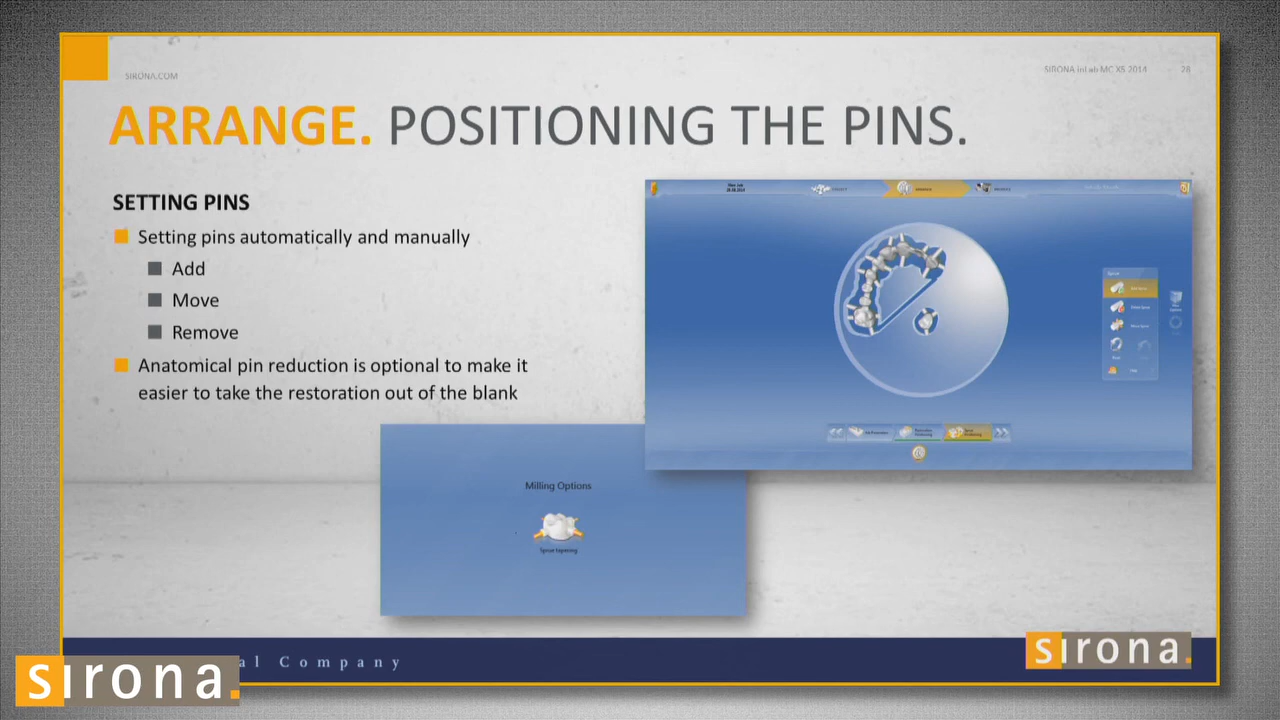 SIRONA.COM
SIRONA inLab MC X5 2014 28
ARRANGE. POSITIONING THE PINS.
SETTING PINS
Setting pins automatically and manually
Add
Move
Remove
Anatomical pin reduction is optional to make it
easier to take the restoration out of the blank
Milling Options
Sprue tapering
al Company
sirona.
sirona.